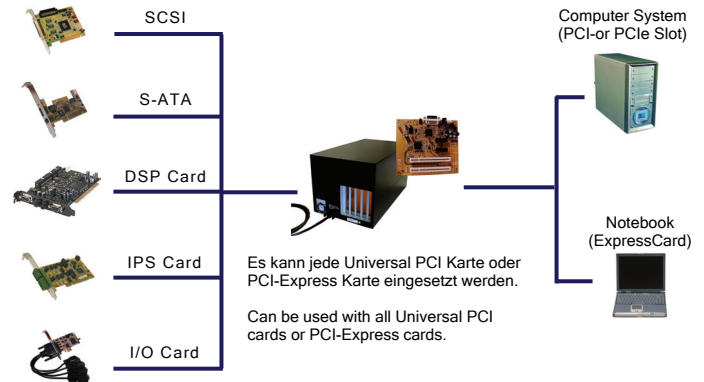 SCSI
S-ATA
DSP Card
IPS Card
I/O Card
Es kann jede Universal PCI Karte oder
PCI-Express Karte eingesetzt werden.
Can be used with all Universal PCI
cards or PCI-Express cards.
Computer System
(PCI-or PCIe Slot)
Notebook
(ExpressCard)